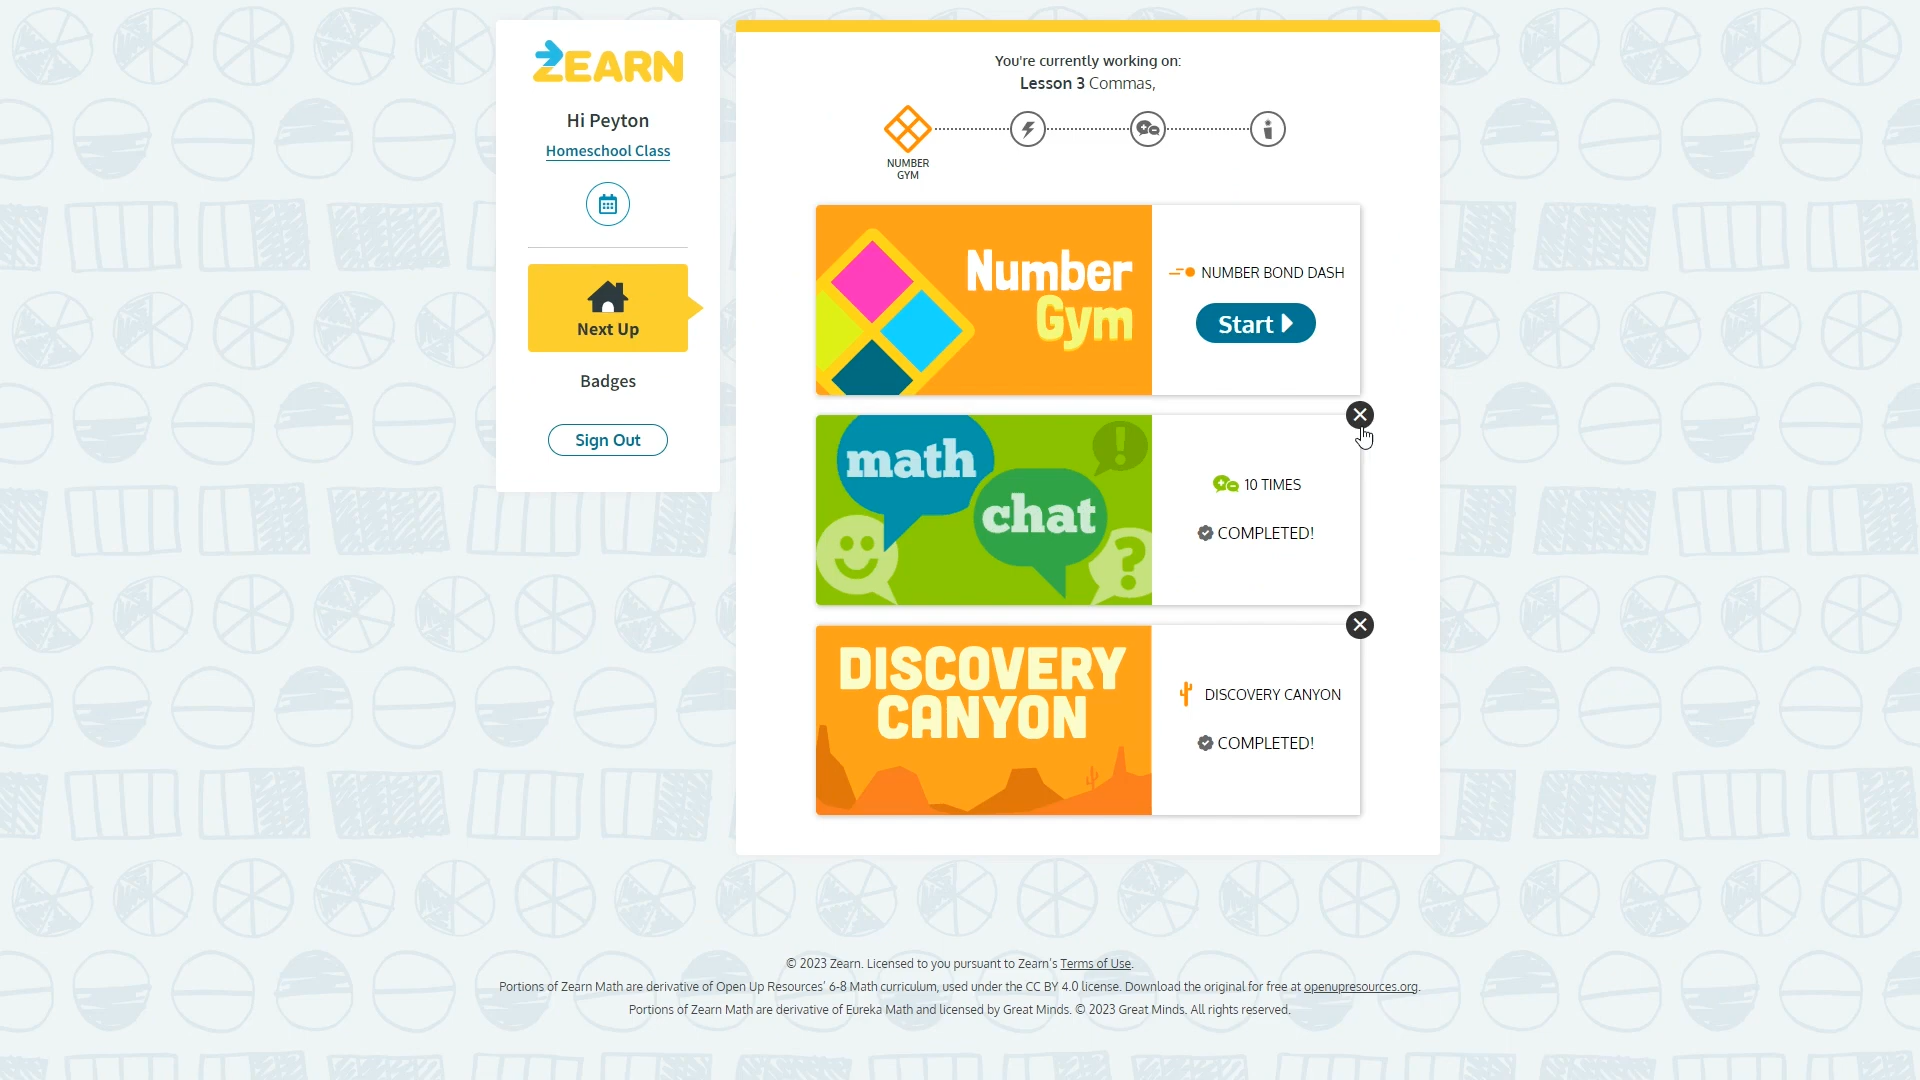 ZEARN
Hi Peyton
Homeschool Class
Next Up
Badges
Sign Out
You're currently working on:
Lesson 3 Commas,
NUMBER
GYM
Number
Gym
NUMBER BOND DASH
Start
math
chat
!
?
10 TIMES
COMPLETED!
DISCOVERY
CANYON
DISCOVERY CANYON
COMPLETED!
© 2023 Zearn. Licensed to you pursuant to Zearn's Terms of Use.
Portions of Zearn Math are derivative of Open Up Resources' 6-8 Math curriculum, used under the CC BY 4.0 license. Download the original for free at openupresources.org.
Portions of Zearn Math are derivative of Eureka Math and licensed by Great Minds. © 2023 Great Minds. All rights reserved.